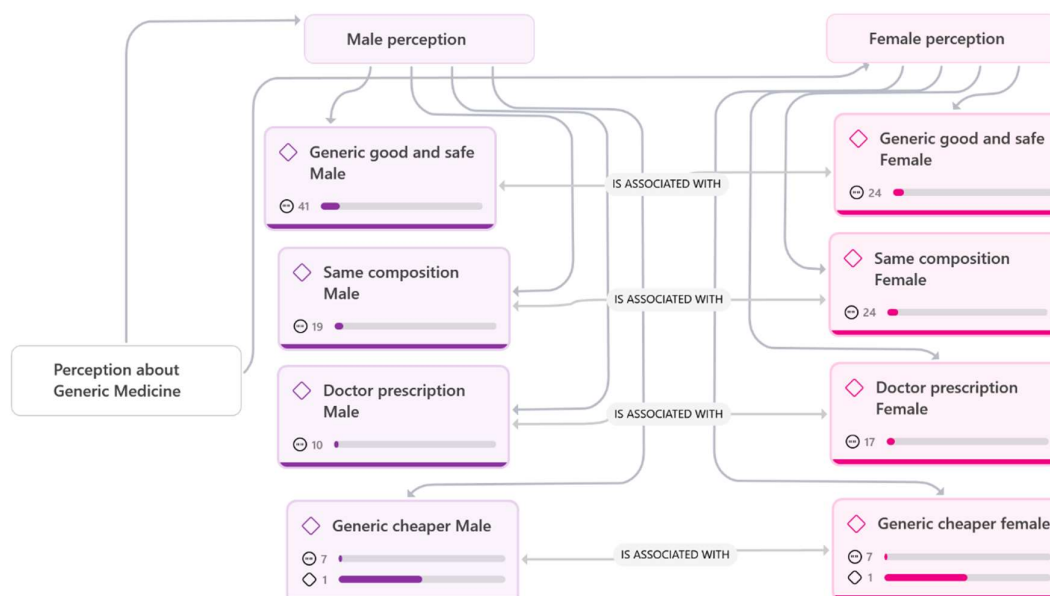 Male perception
Female perception
Generic good and safe
Male
41
IS ASSOCIATED WITH
Generic good and safe
Female
24
Same composition
Male
19
IS ASSOCIATED WITH
Same composition
Female
24
Perception about
Generic Medicine
Doctor prescription
Male
10
IS ASSOCIATED WITH
Doctor prescription
Female
17
Generic cheaper Male
7
1
IS ASSOCIATED WITH
Generic cheaper female
7
1